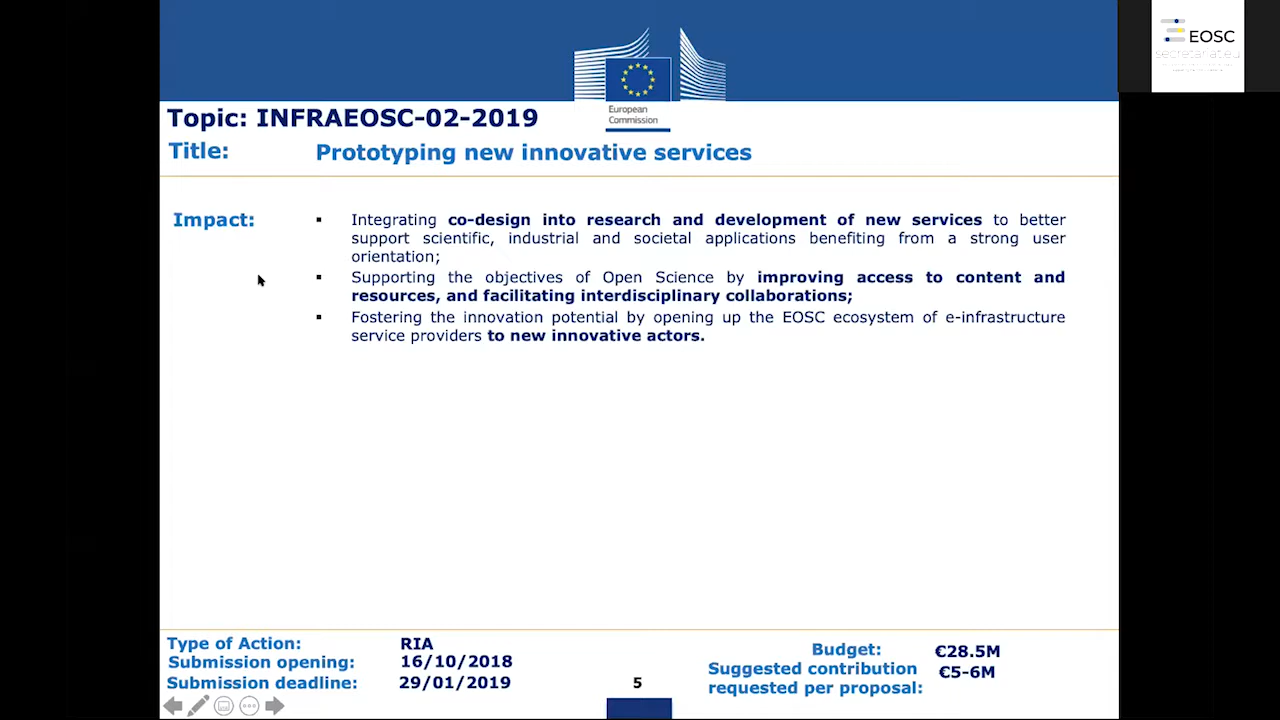 EOSC
European
Commission
Topic: INFRAEOSC-02-2019
Title: Prototyping new innovative services
Impact:
▪ Integrating co-design into research and development of new services to better
support scientific, industrial and societal applications benefiting from a strong user
orientation;
▪ Supporting the objectives of Open Science by improving access to content and
resources, and facilitating interdisciplinary collaborations;
▪ Fostering the innovation potential by opening up the EOSC ecosystem of e-infrastructure
service providers to new innovative actors.
Type of Action: RIA
Submission opening: 16/10/2018
Submission deadline: 29/01/2019
5
Budget: €28.5M
Suggested contribution
requested per proposal: €5-6M